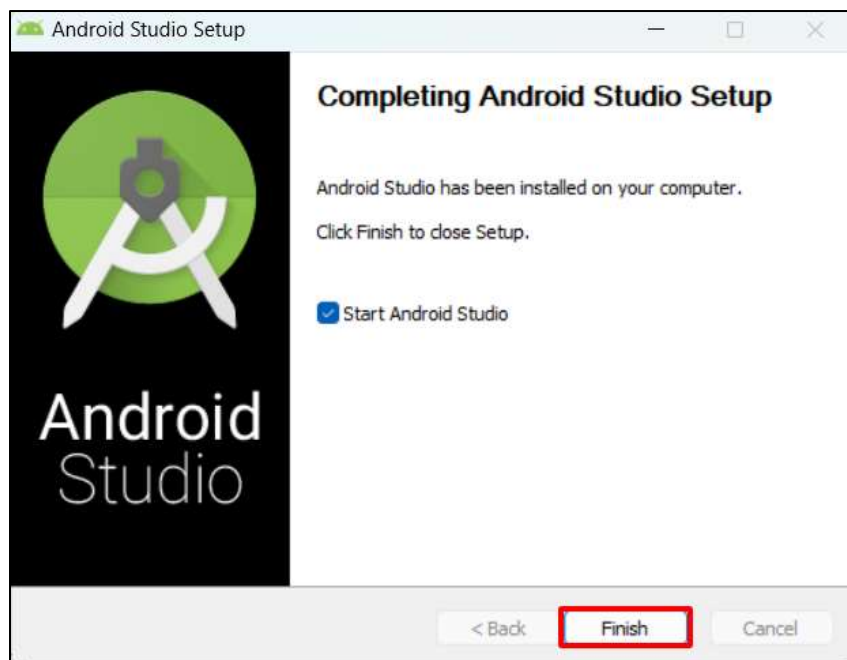 Android Studio Setup
Completing Android Studio Setup
Android Studio has been installed on your computer.
Click Finish to close Setup.
Start Android Studio
Android
Studio
< Back
Finish
Cancel